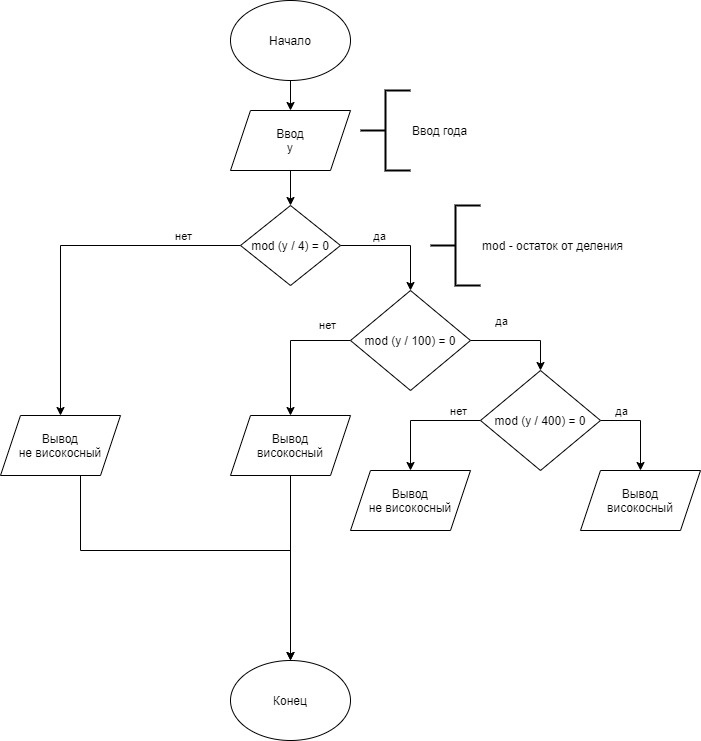 Начало
Ввод
y
Ввод года
нет
mod (y / 4) = 0
да
mod - остаток от деления
нет
mod (y / 100) = 0
да
нет
mod (y / 400) = 0
да
Вывод
не високосный
Вывод
високосный
Вывод
не високосный
Вывод
високосный
Конец